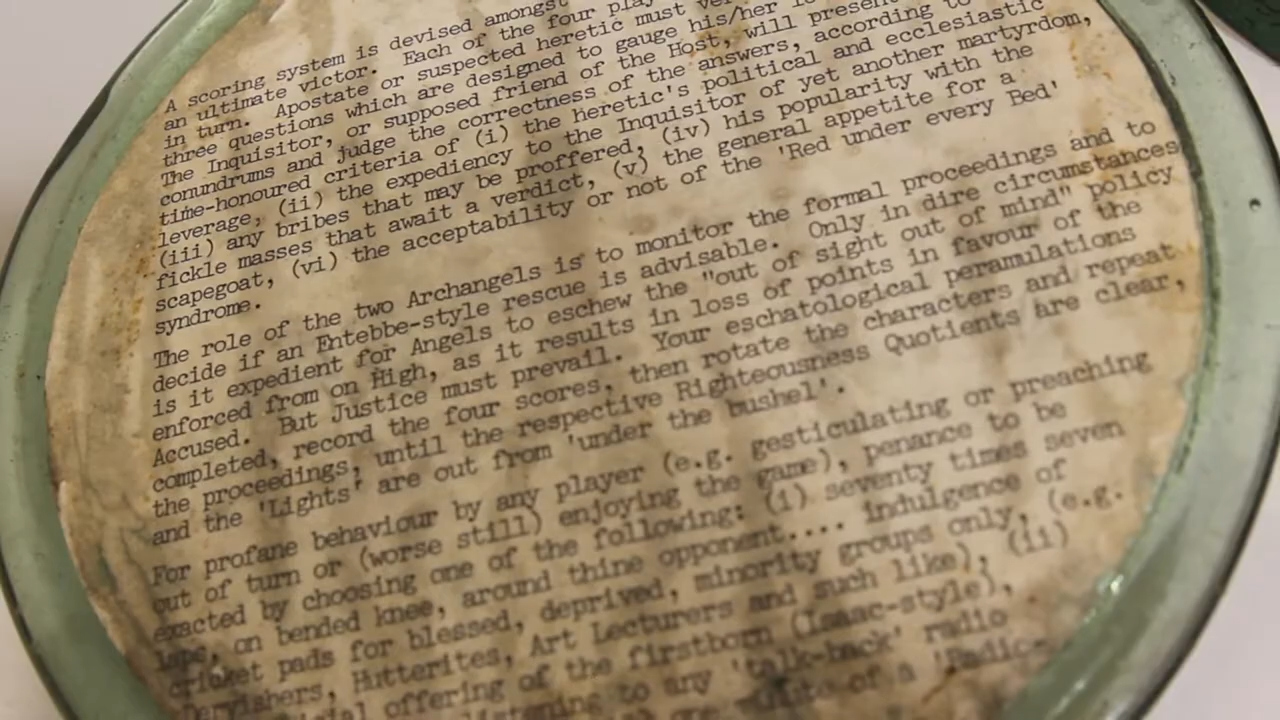 A scoring system is devised amongst
an ultimate victor. Each of the four
in turn. Apostate or suspected heretic must
three questions which are designed to gauge his/her
The Inquisitor, or supposed friend of the Host, will present
conundrums and judge the correctness of the answers, according to
time-honoured criteria of (i) the heretic's political and ecclesiastic
leverage, (ii) the expediency to the Inquisitor of yet another martyrdom,
(iii) any bribes that may be proffered, (iv) his popularity with the
fickle masses that await a verdict, (v) the general appetite for a
scapegoat, (vi) the acceptability or not of the 'Red under every Bed'
syndrome.
The role of the two Archangels is to monitor the formal proceedings and to
decide if an Entebbe-style rescue is advisable. Only in dire circumstances
is it expedient for Angels to eschew the "out of sight out of mind" policy
enforced from on High, as it results in loss of points in favour of the
Accused. But Justice must prevail. Your eschatological peramulations
completed, record the four scores, then rotate the characters and repeat
the proceedings, until the respective Righteousness Quotients are clear,
and the 'Lights' are out from 'under the bushel'.
For profane behaviour by any player (e.g. gesticulating or preaching
out of turn or (worse still) enjoying the game), penance to be
exacted by choosing one of the following: (i) seventy times seven
laps, on bended knee, around thine opponent.... indulgence of
cricket pads for blessed, deprived, minority groups only, (e.g.
Dervishers, Hutterites, Art Lecturers and such like), (ii)
offering of the firstborn (Isaac-style),
listening to any 'talk-back' radio
of a 'Radic-